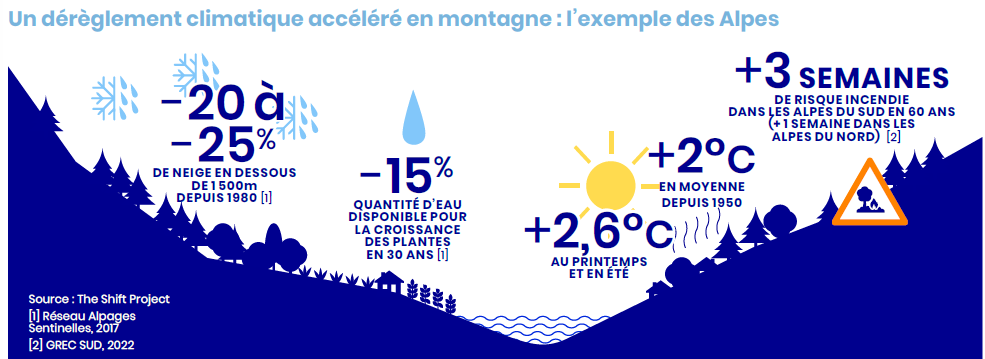 Un dérèglement climatique accéléré en montagne : l’exemple des Alpes
−20 à
−25%
DE NEIGE EN DESSOUS
DE 1 500m
DEPUIS 1980 [1]
−15%
QUANTITÉ D’EAU
DISPONIBLE POUR
LA CROISSANCE
DES PLANTES
EN 30 ANS [1]
+2°C
EN MOYENNE
DEPUIS 1950
+2,6°C
AU PRINTEMPS
ET EN ÉTÉ
+3 SEMAINES
DE RISQUE INCENDIE
DANS LES ALPES DU SUD EN 60 ANS
(+ 1 SEMAINE DANS LES
ALPES DU NORD) [2]
Source : The Shift Project
[1] Réseau Alpages
Sentinelles, 2017
[2] GREC SUD, 2022